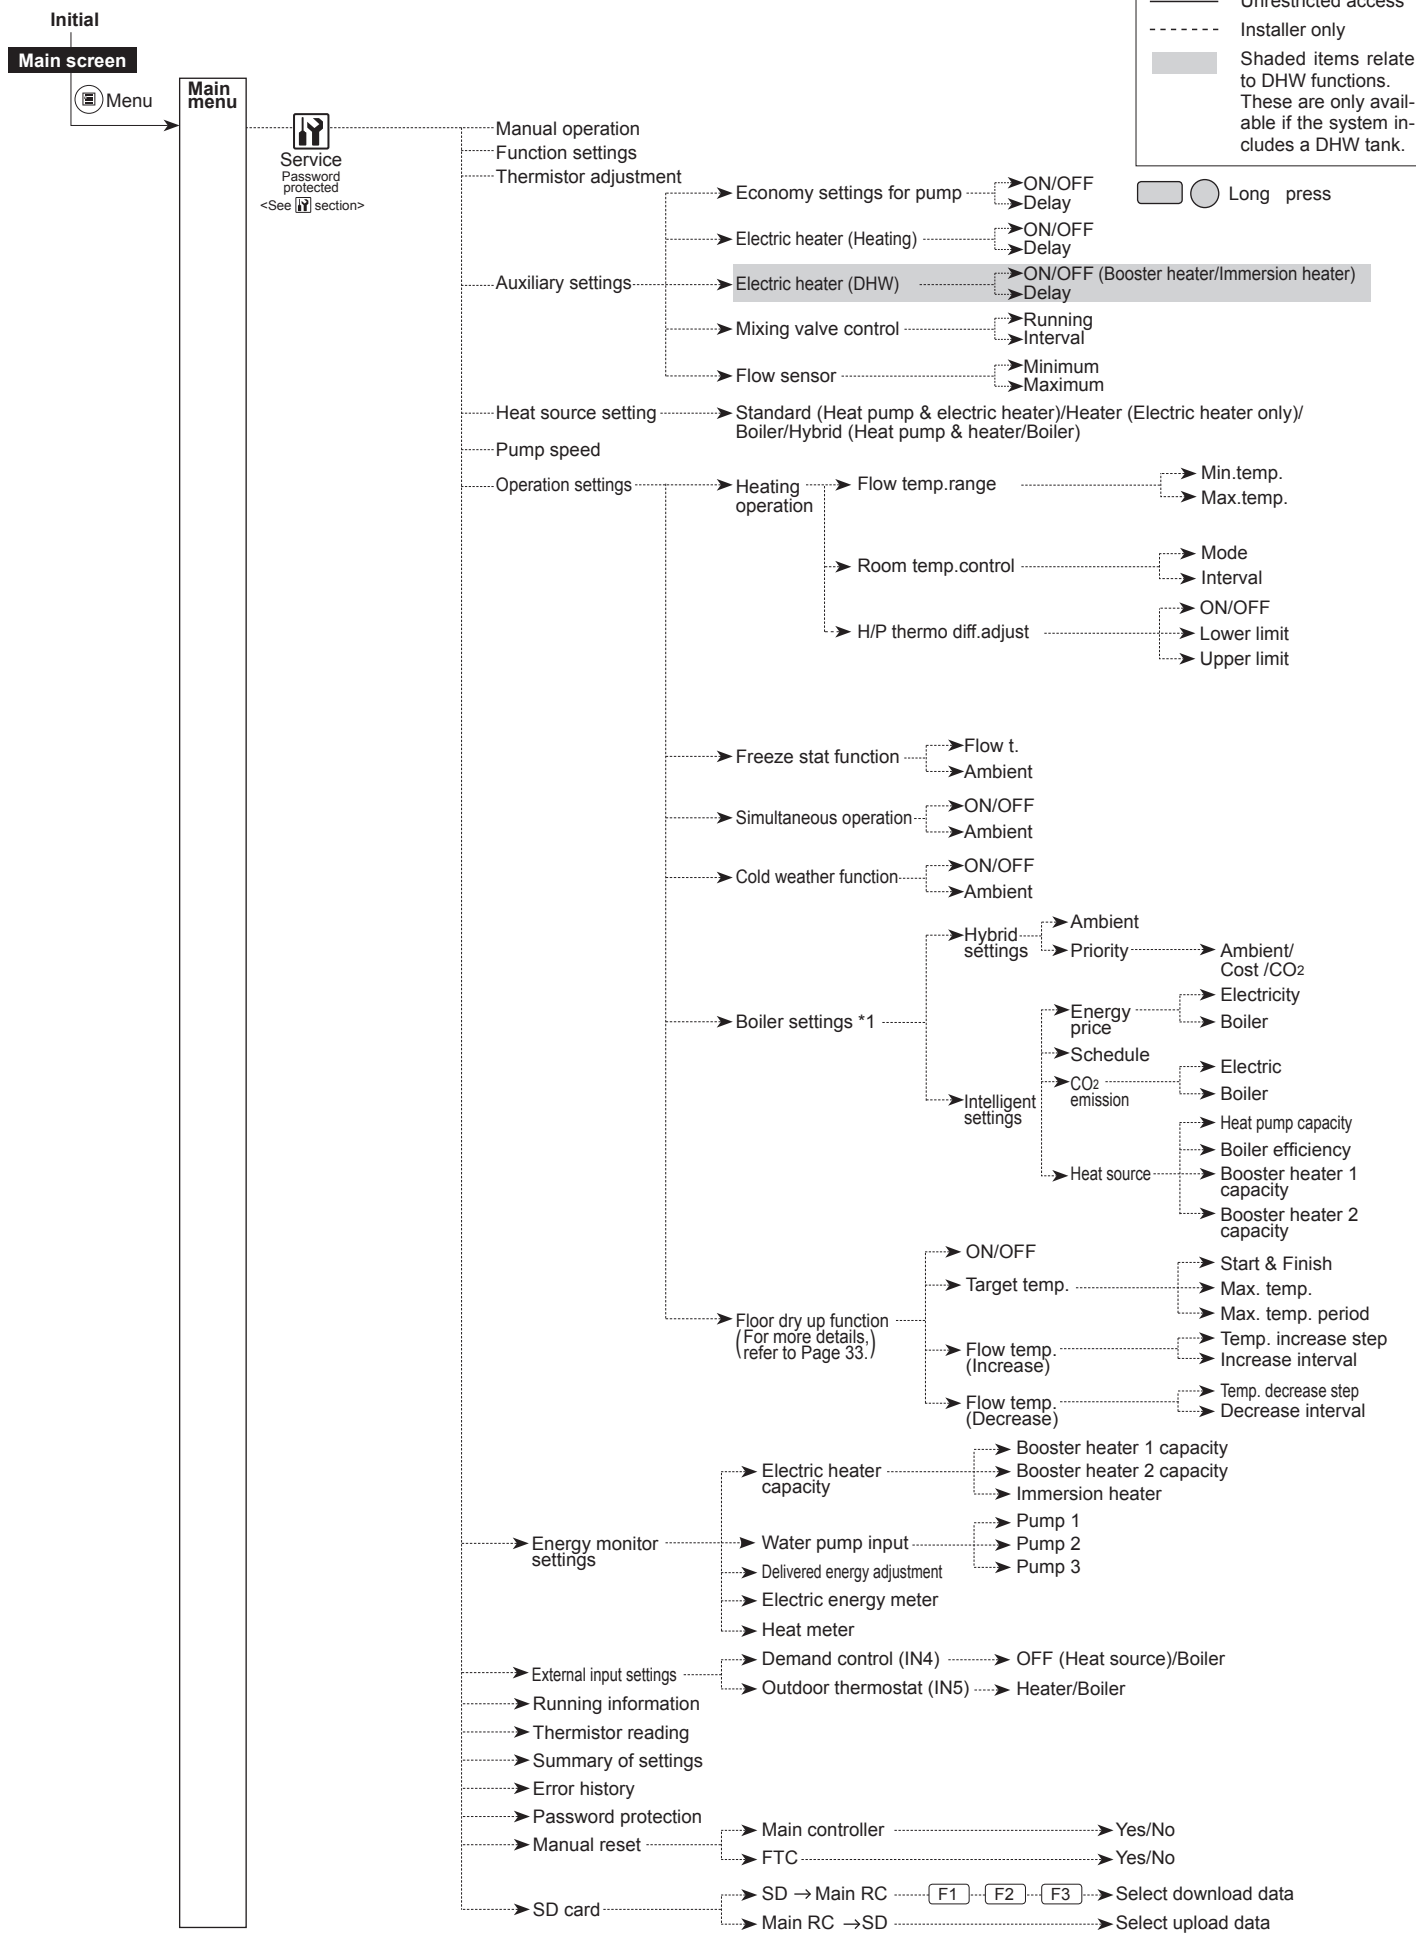 Unrestricted access
Installer only
Shaded items relate
to DHW functions.
These are only avail-
able if the system in-
cludes a DHW tank.
Long press
Initial
Main screen
Menu
Main
menu
Service
Password
protected
<See section>
Manual operation
Function settings
Thermistor adjustment
Auxiliary settings
Economy settings for pump
ON/OFF
Delay
Electric heater (Heating)
ON/OFF
Delay
Electric heater (DHW)
ON/OFF (Booster heater/Immersion heater)
Delay
Mixing valve control
Running
Interval
Flow sensor
Minimum
Maximum
Heat source setting
Standard (Heat pump & electric heater)/Heater (Electric heater only)/
Boiler/Hybrid (Heat pump & heater/Boiler)
Pump speed
Operation settings
Heating
operation
Flow temp.range
Min.temp.
Max.temp.
Room temp.control
Mode
Interval
H/P thermo diff.adjust
ON/OFF
Lower limit
Upper limit
Freeze stat function
Flow t.
Ambient
Simultaneous operation
ON/OFF
Ambient
Cold weather function
ON/OFF
Ambient
Boiler settings *1
Hybrid
settings
Ambient
Priority
Ambient/
Cost /CO2
Intelligent
settings
Energy
price
Electricity
Boiler
Schedule
CO2
emission
Electric
Boiler
Heat source
Heat pump capacity
Boiler efficiency
Booster heater 1
capacity
Booster heater 2
capacity
Floor dry up function
(For more details,
refer to Page 33.)
ON/OFF
Target temp.
Start & Finish
Max. temp.
Max. temp. period
Flow temp.
(Increase)
Temp. increase step
Increase interval
Flow temp.
(Decrease)
Temp. decrease step
Decrease interval
Energy monitor
settings
Electric heater
capacity
Booster heater 1 capacity
Booster heater 2 capacity
Immersion heater
Water pump input
Pump 1
Pump 2
Pump 3
Delivered energy adjustment
Electric energy meter
Heat meter
External input settings
Demand control (IN4)
OFF (Heat source)/Boiler
Outdoor thermostat (IN5)
Heater/Boiler
Running information
Thermistor reading
Summary of settings
Error history
Password protection
Manual reset
Main controller
Yes/No
FTC
Yes/No
SD card
SD → Main RC
F1
F2
F3
Select download data
Main RC → SD
Select upload data